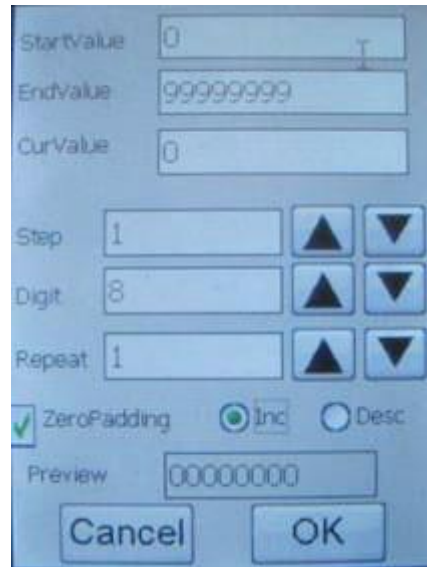 StartValue 0
EndValue 99999999
CurValue 0
Step 1
Digit 8
Repeat 1
ZeroPadding Inc Desc
Preview 00000000
Cancel OK